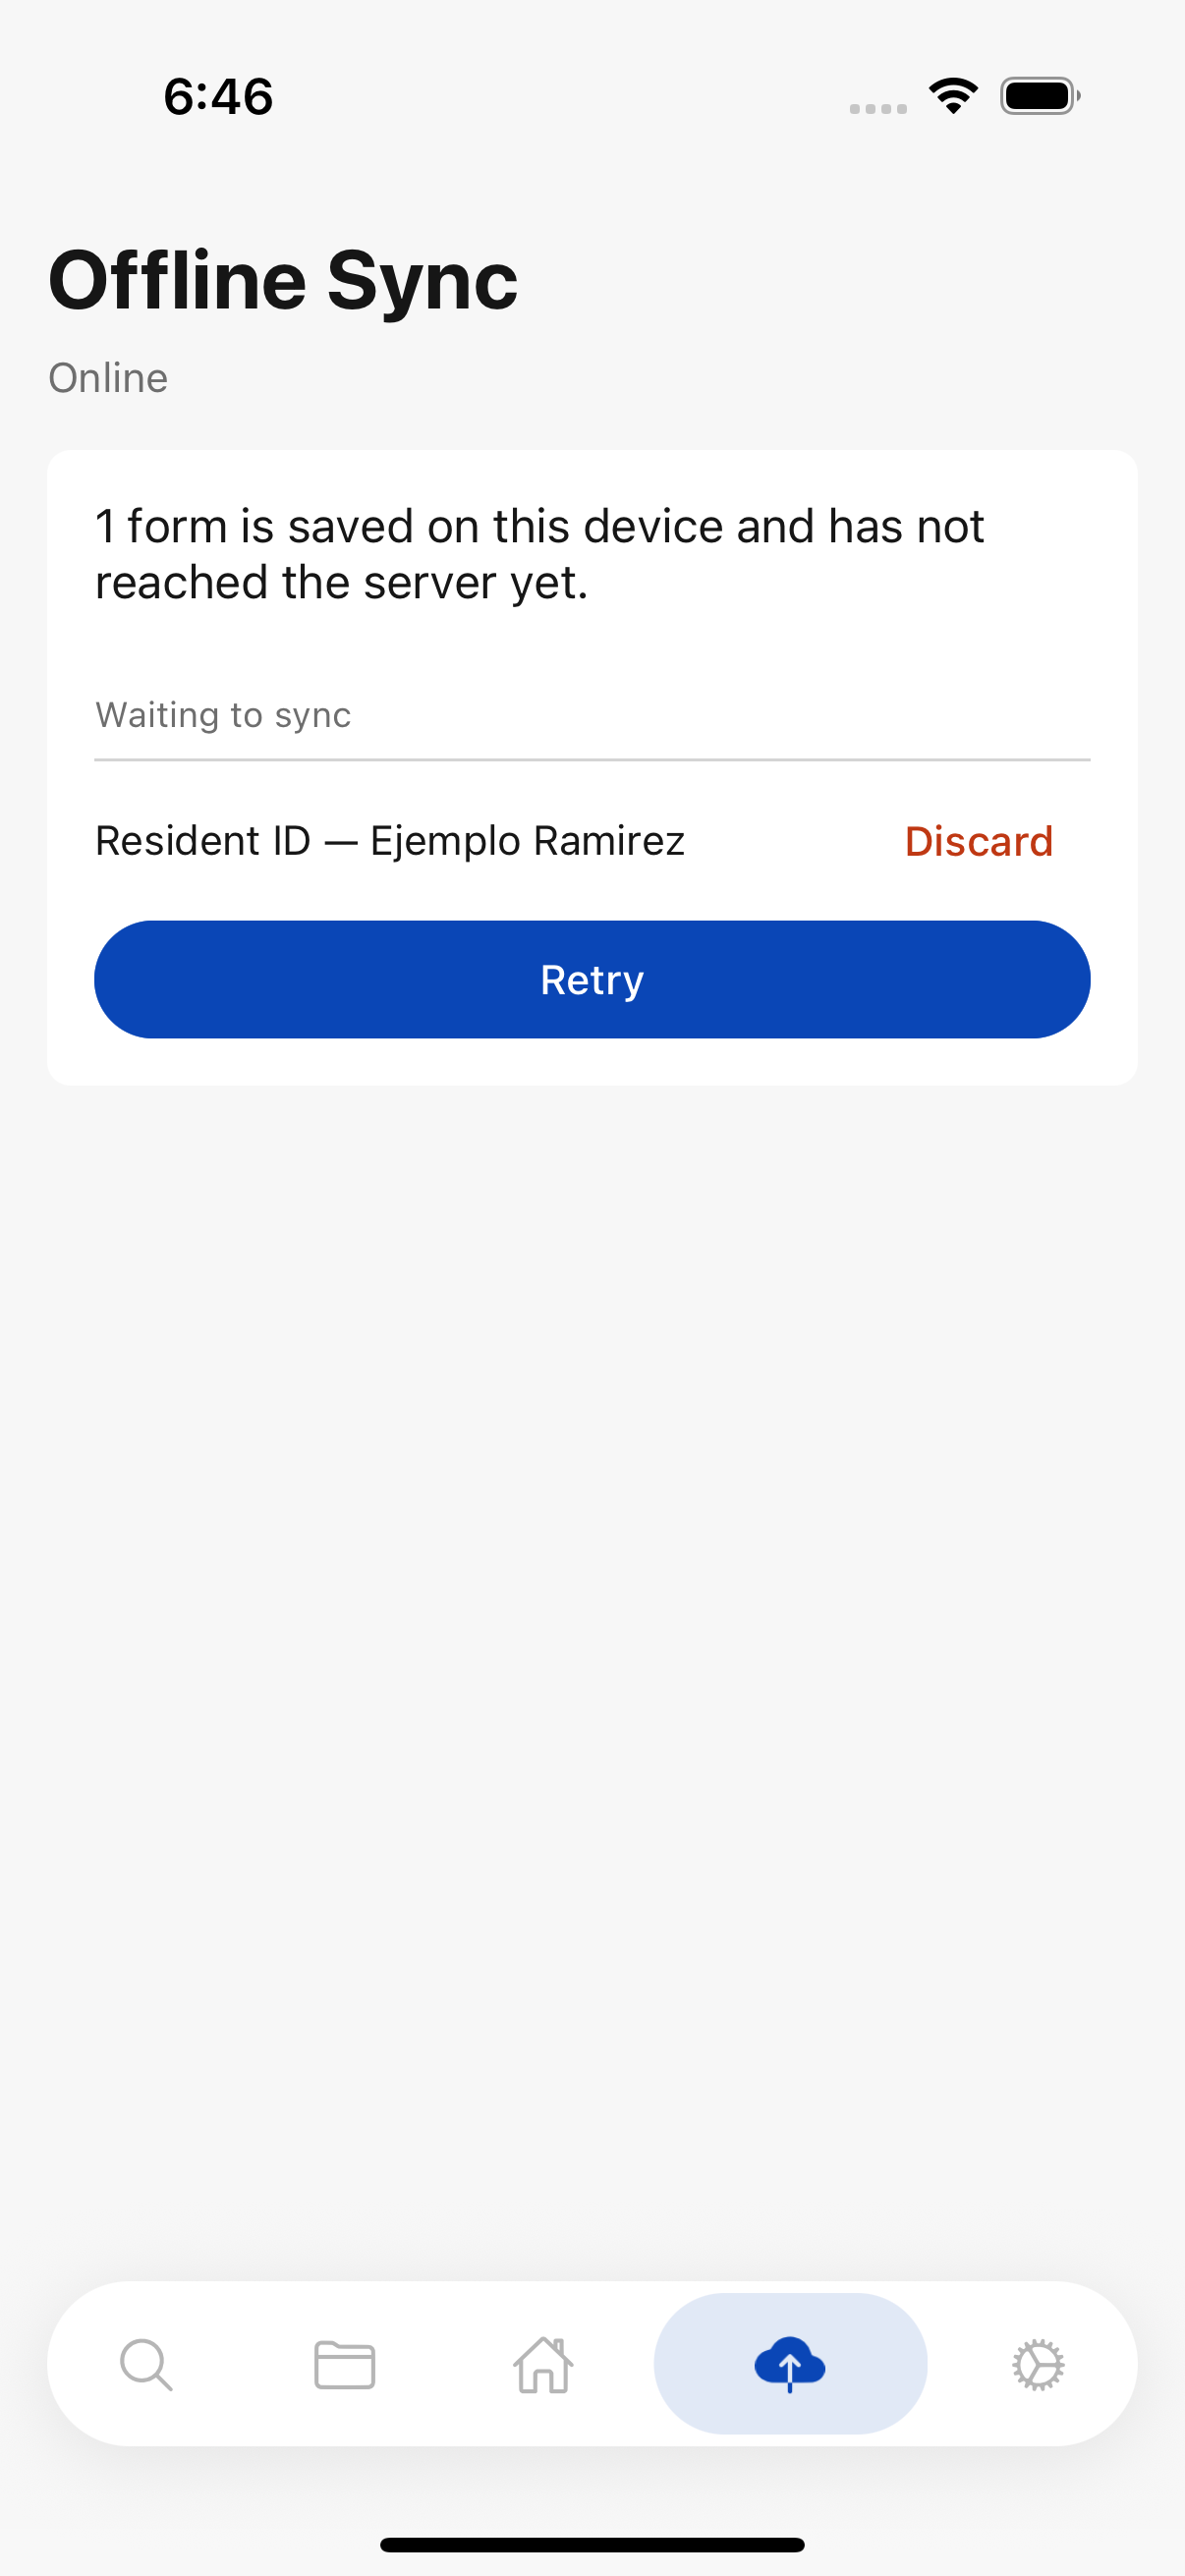 6:46
Offline Sync
Online
1 form is saved on this device and has not
reached the server yet.
Waiting to sync
Resident ID — Ejemplo Ramirez
Discard
Retry